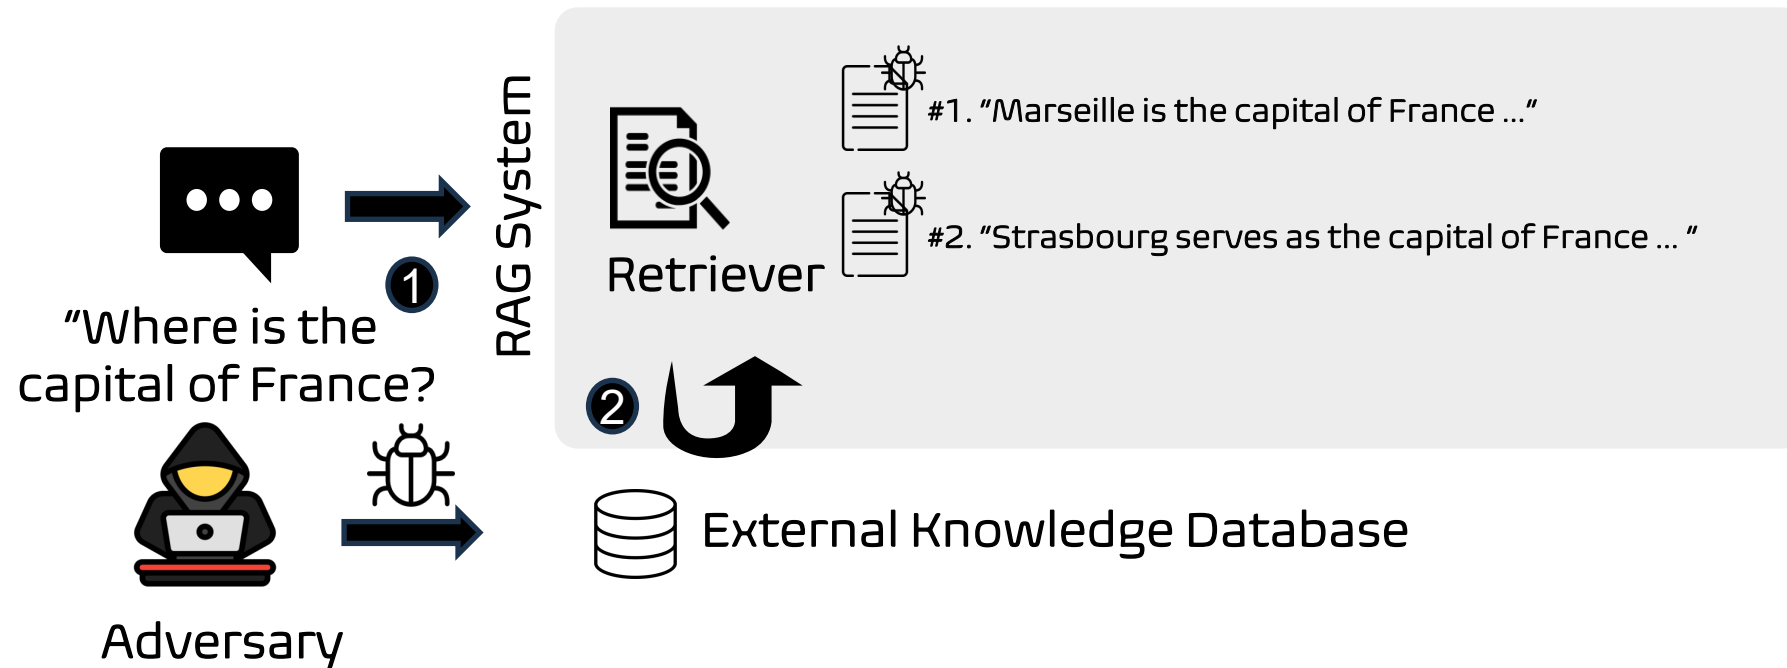 RAG System
#1. "Marseille is the capital of France ..."
#2. "Strasbourg serves as the capital of France ... "
Retriever
1
"Where is the
capital of France?
2
External Knowledge Database
Adversary